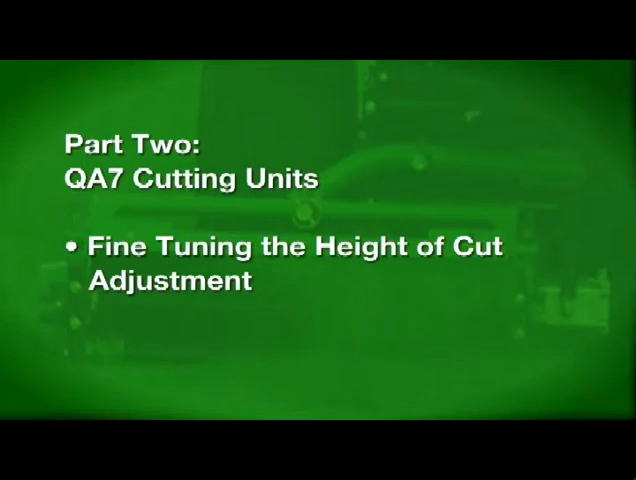 Part Two:
QA7 Cutting Units
• Fine Tuning the Height of Cut
Adjustment